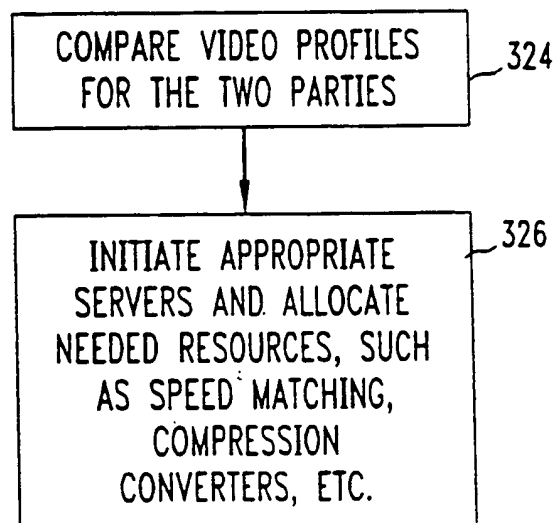 COMPARE VIDEO PROFILES
FOR THE TWO PARTIES
324
INITIATE APPROPRIATE
SERVERS AND ALLOCATE
NEEDED RESOURCES, SUCH
AS SPEED MATCHING,
COMPRESSION
CONVERTERS, ETC.
326